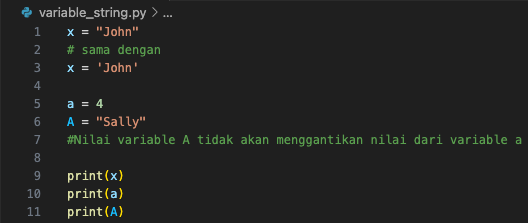 variable_string.py > ...
1 x = "John"
2 # sama dengan
3 x = 'John'
4
5 a = 4
6 A = "Sally"
7 #Nilai variable A tidak akan menggantikan nilai dari variable a
8
9 print(x)
10 print(a)
11 print(A)